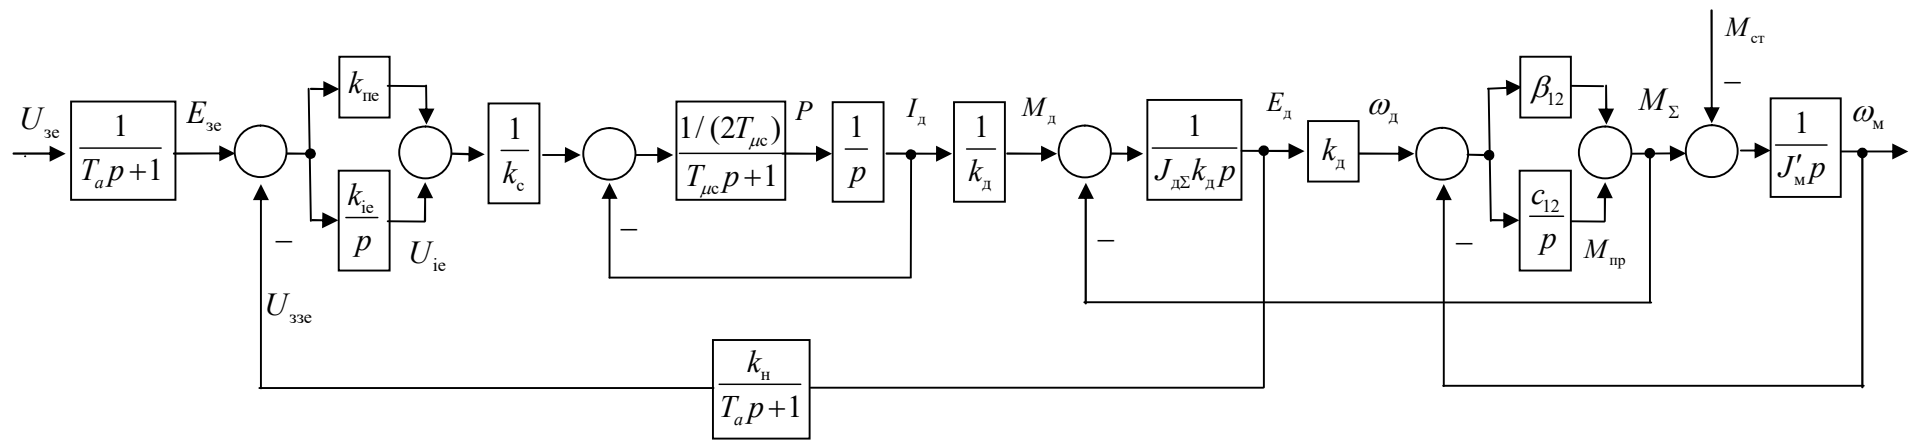 U_зе
1 / (T_a p+1)
E_зе
–
U_ззе
k_пе
k_ie / p
U_ie
1 / k_c
–
1/(2T_μc) / (T_μc p+1)
P
1 / p
I_д
1 / k_д
M_д
–
1 / (J_дΣ k_д p)
E_д
k_д
ω_д
–
β_12
c_12 / p
M_пр
M_Σ
M_ст
–
1 / (J′_м p)
ω_м
k_н / (T_a p+1)